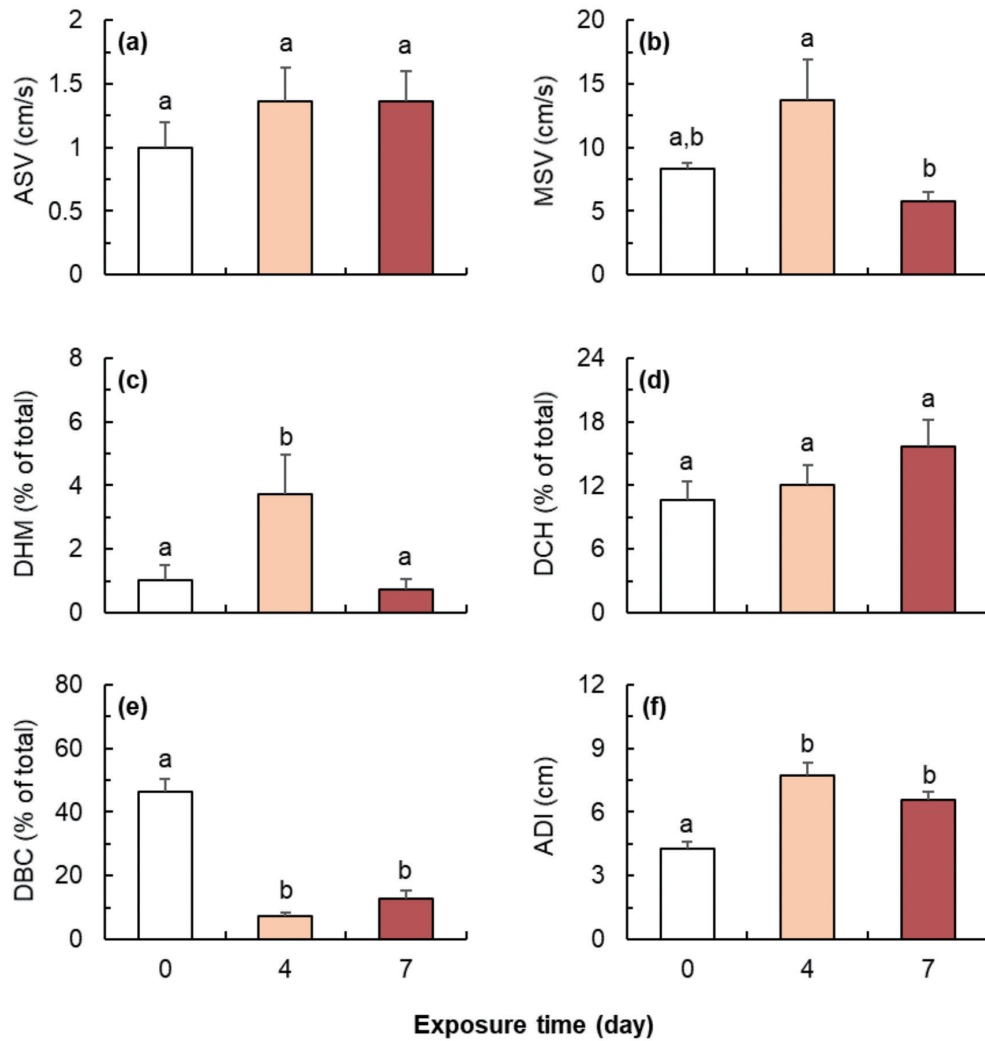 (a)
ASV (cm/s)
2
1.5
1
0.5
0
a
a
a
(b)
MSV (cm/s)
20
15
10
5
0
a,b
a
b
(c)
DHM (% of total)
8
6
4
2
0
a
b
a
(d)
DCH (% of total)
24
18
12
6
0
a
a
a
(e)
DBC (% of total)
80
60
40
20
0
a
b
b
0
4
7
(f)
ADI (cm)
12
9
6
3
0
a
b
b
0
4
7
Exposure time (day)